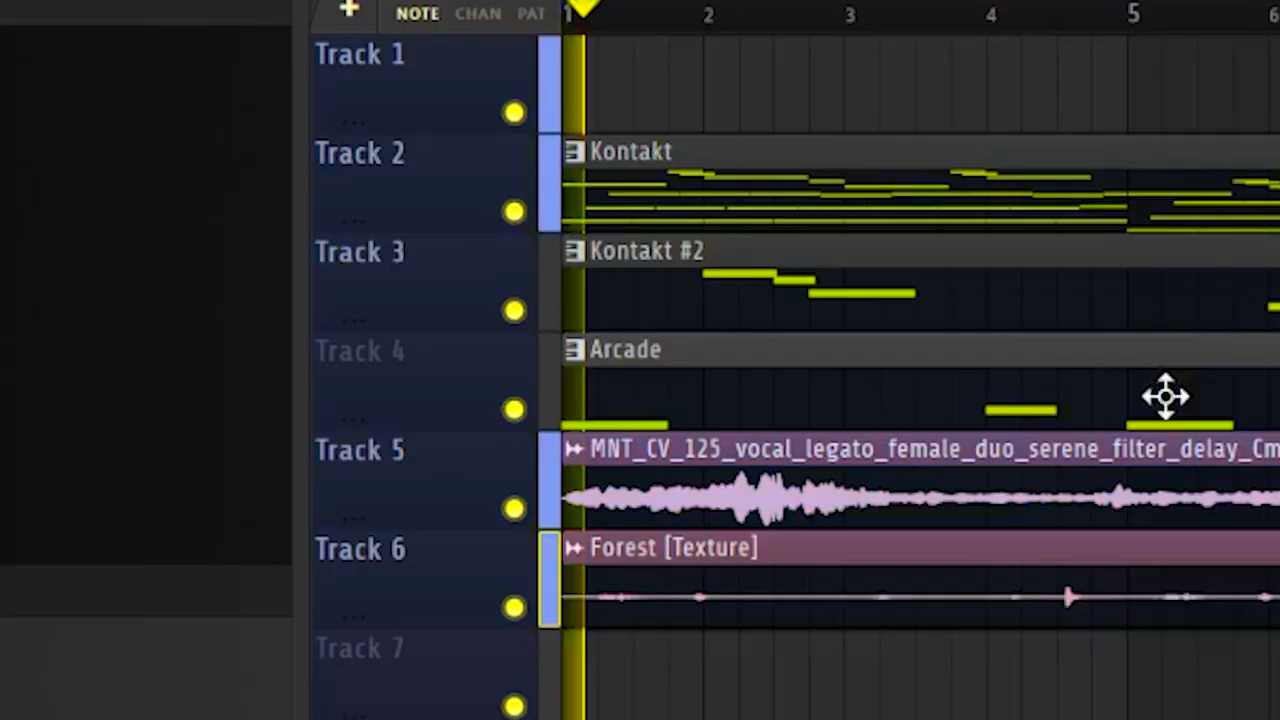 + NOTE CHAN PAT 1 2 3 4 5 6
Track 1
...
Track 2 Kontakt
...
Track 3 Kontakt #2
...
Track 4 Arcade
...
Track 5 MNT_CV_125_vocal_legato_female_duo_serene_filter_delay_Cm
...
Track 6 Forest [Texture]
...
Track 7